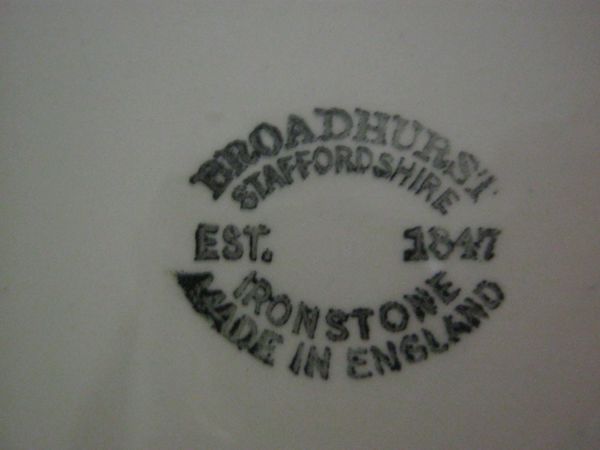 BROADHURST
STAFFORDSHIRE
EST. 1847
IRONSTONE
MADE IN ENGLAND